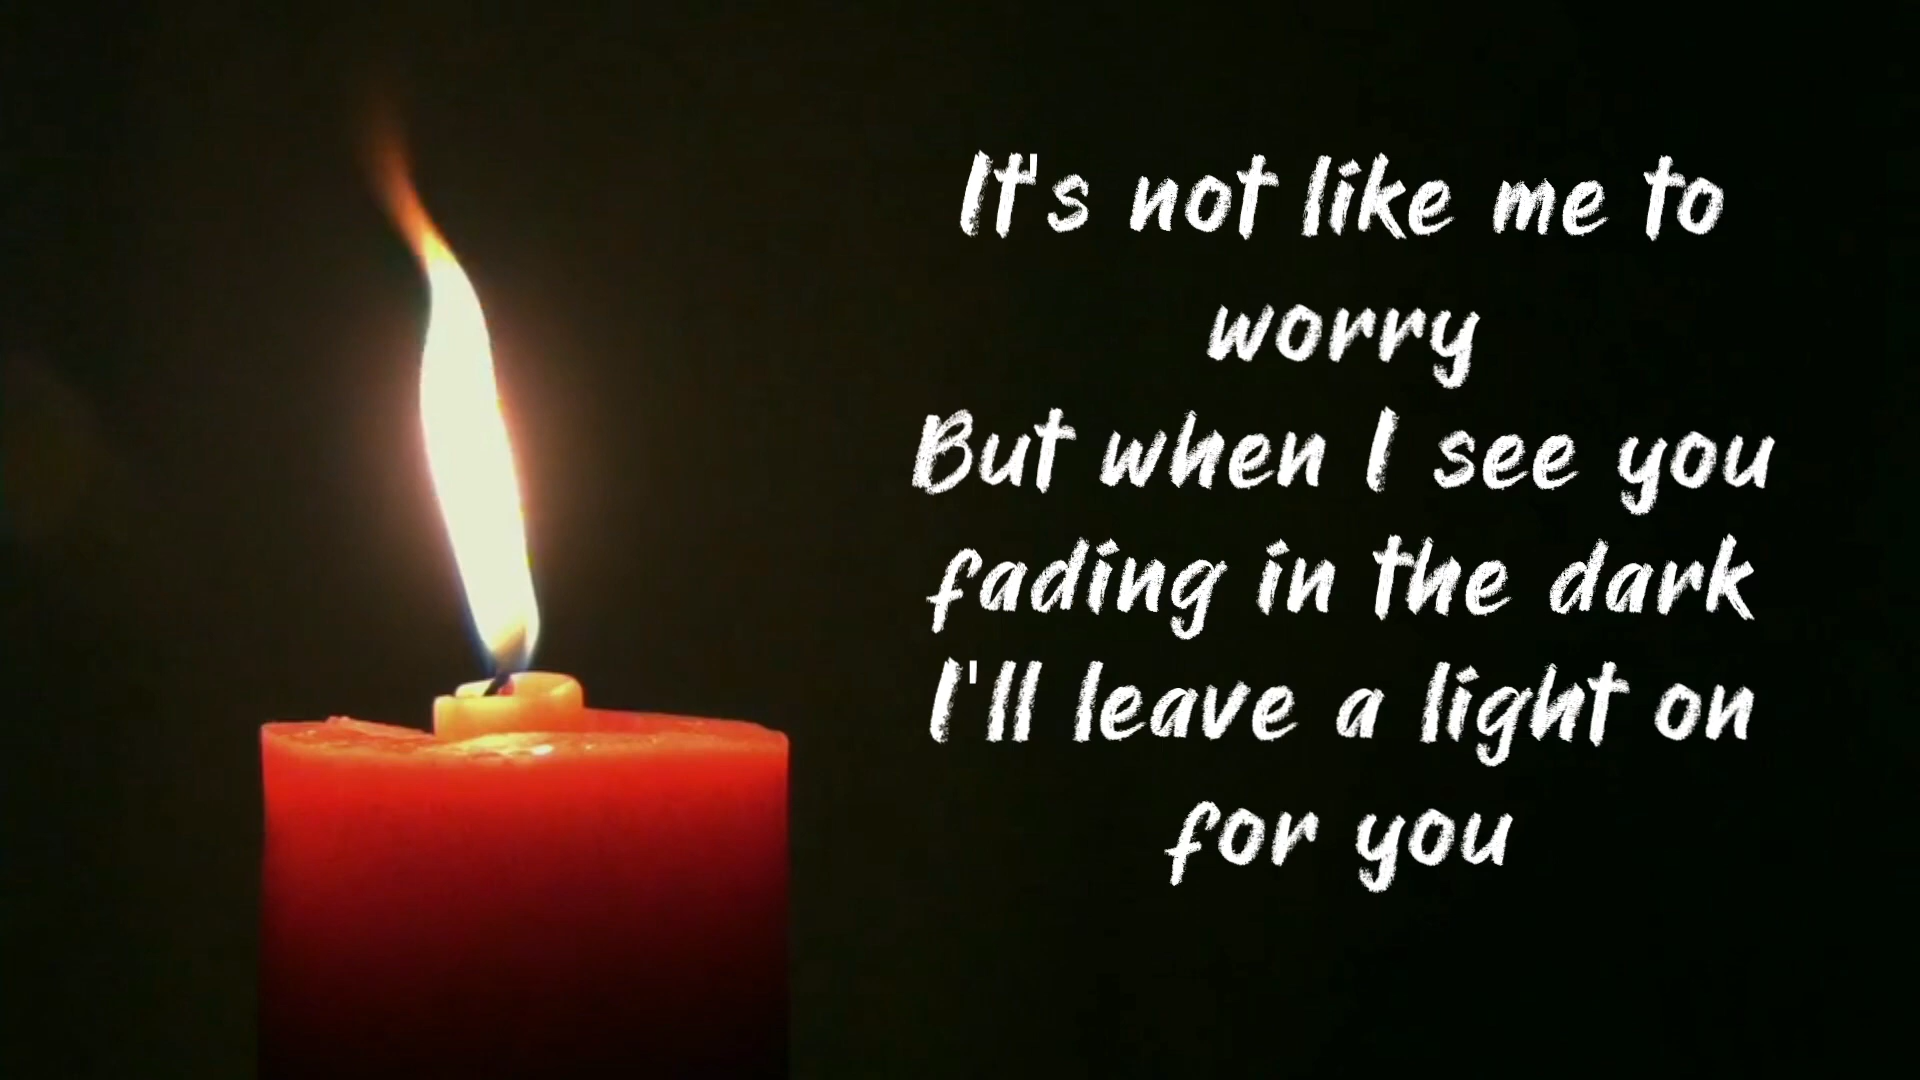 It's not like me to
worry
But when I see you
fading in the dark
I'll leave a light on
for you